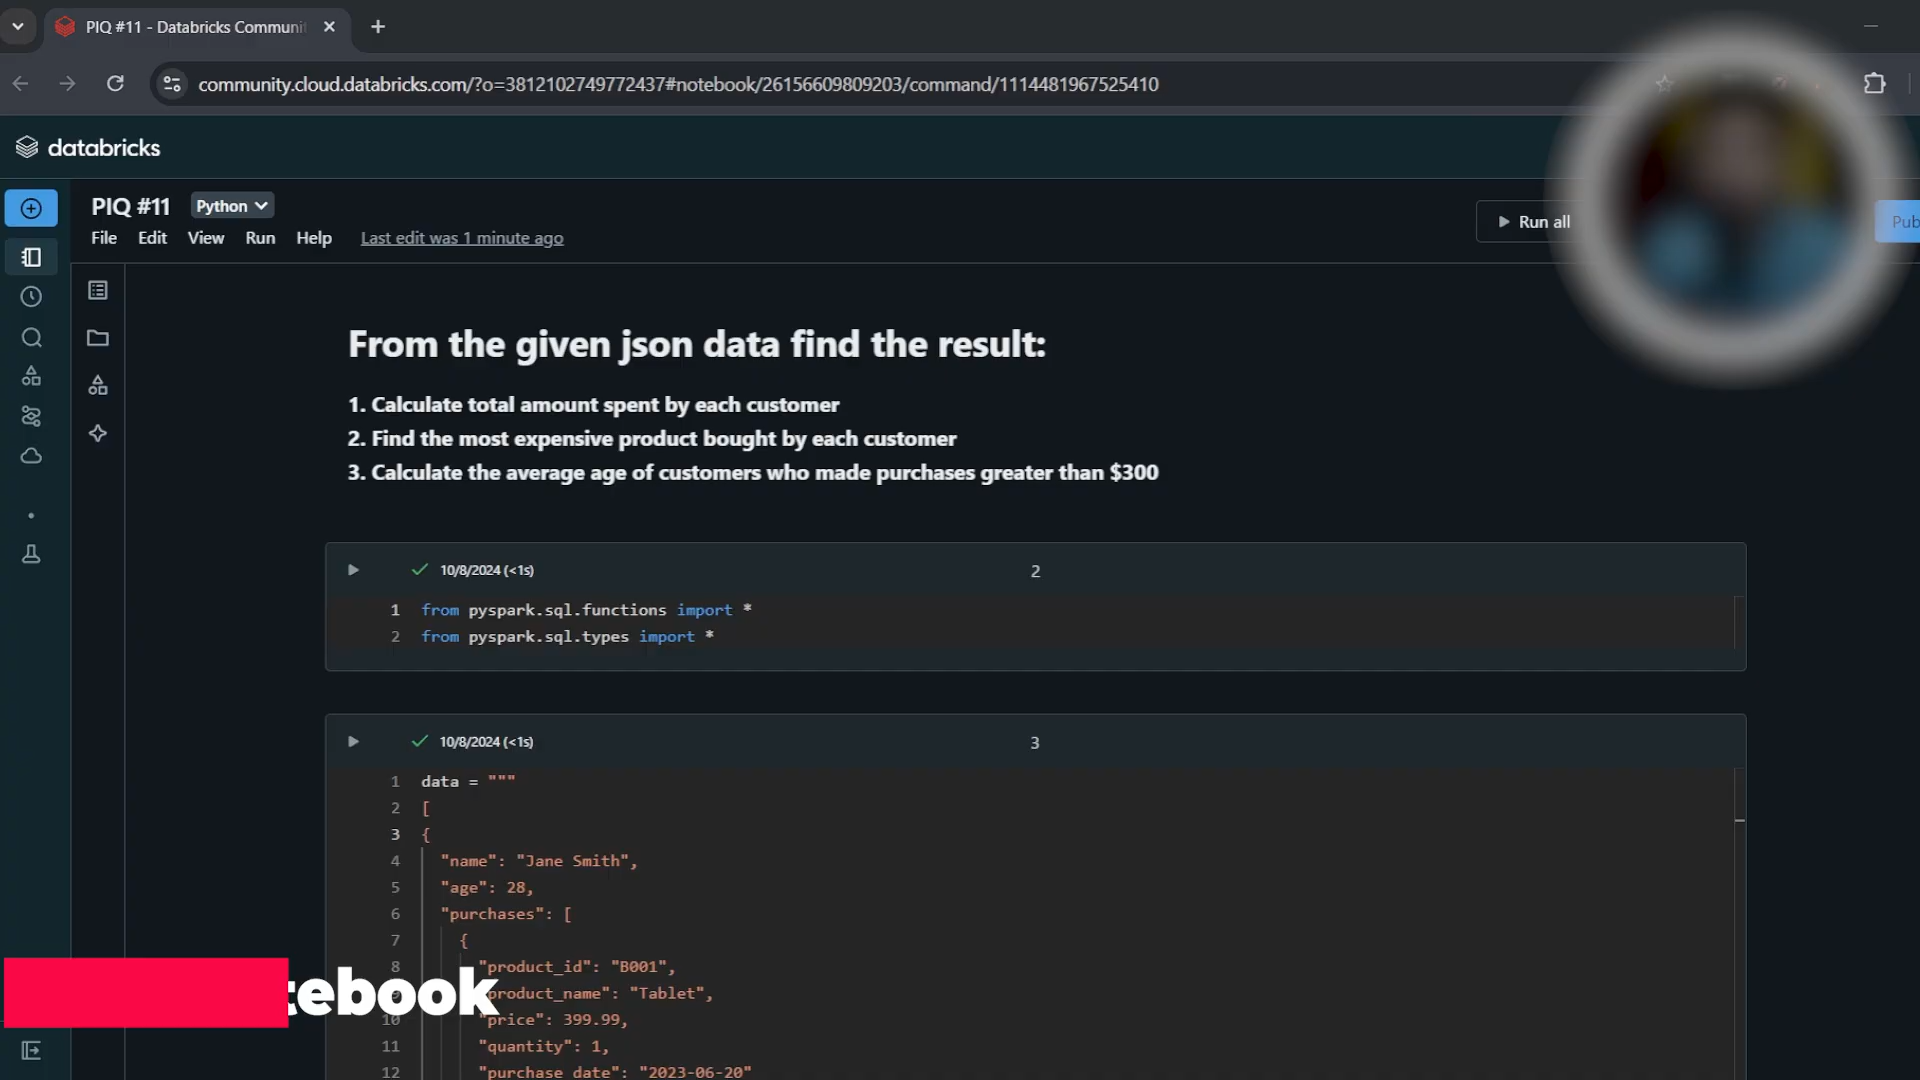 PIQ #11 - Databricks Communi
community.cloud.databricks.com/?o=3812102749772437#notebook/26156609809203/command/1114481967525410
databricks
PIQ #11 Python
File Edit View Run Help Last edit was 1 minute ago
Run all
Pub
From the given json data find the result:
1. Calculate total amount spent by each customer
2. Find the most expensive product bought by each customer
3. Calculate the average age of customers who made purchases greater than $300
10/8/2024 (<1s) 2
1 from pyspark.sql.functions import *
2 from pyspark.sql.types import *
10/8/2024 (<1s) 3
1 data = """
2 [
3 {
4 "name": "Jane Smith",
5 "age": 28,
6 "purchases": [
7 {
8 "product_id": "B001",
product_name": "Tablet",
tebook
10 "price": 399.99,
11 "quantity": 1,
12 "purchase_date": "2023-06-20"